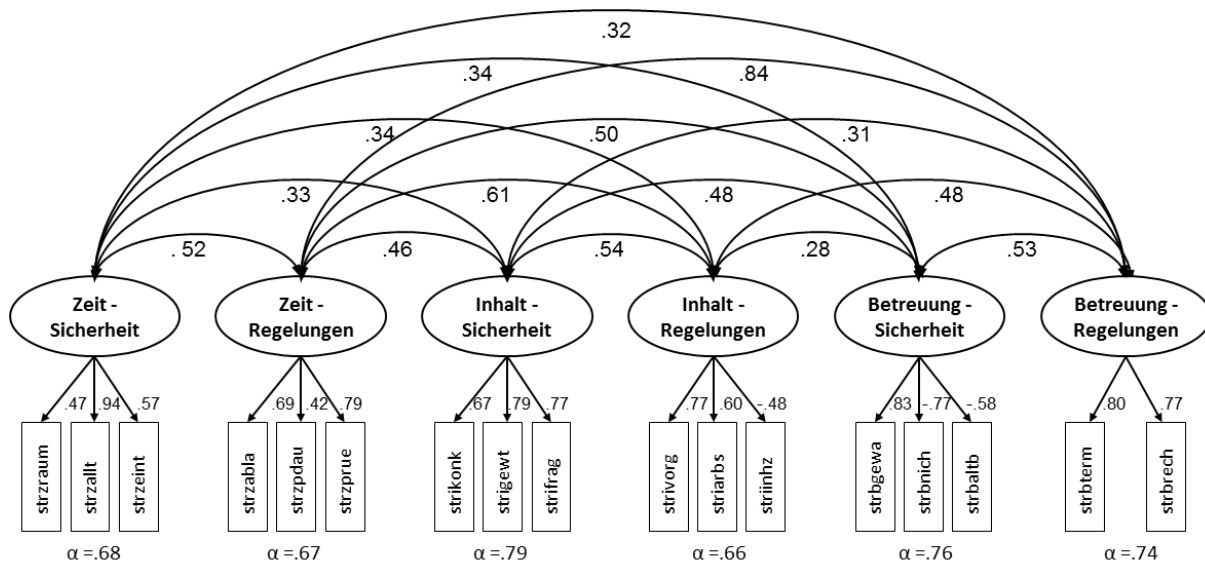 .32
.34 .84
.34 .50 .31
.33 .61 .48 .48
. 52 .46 .54 .28 .53
Zeit - Zeit - Inhalt - Inhalt - Betreuung - Betreuung -
Sicherheit Regelungen Sicherheit Regelungen Sicherheit Regelungen
.47 .94 .57 .69 .42 .79 .67 .79 .77 .77 .60 -.48 .83 -.77 -.58 .80 .77
strzraum
strzallt
strzeint
strzabla
strzpdau
strzprue
strikonk
strigewt
strifrag
strivorg
striarbs
striinhz
strbgewa
strbnich
strbaltb
strbterm
strbrech
α =.68 α =.67 α =.79 α =.66 α =.76 α =.74